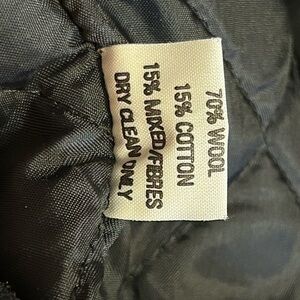 70% WOOL
15% COTTON
15% MIXED/FIBRES
DRY CLEAN ONLY